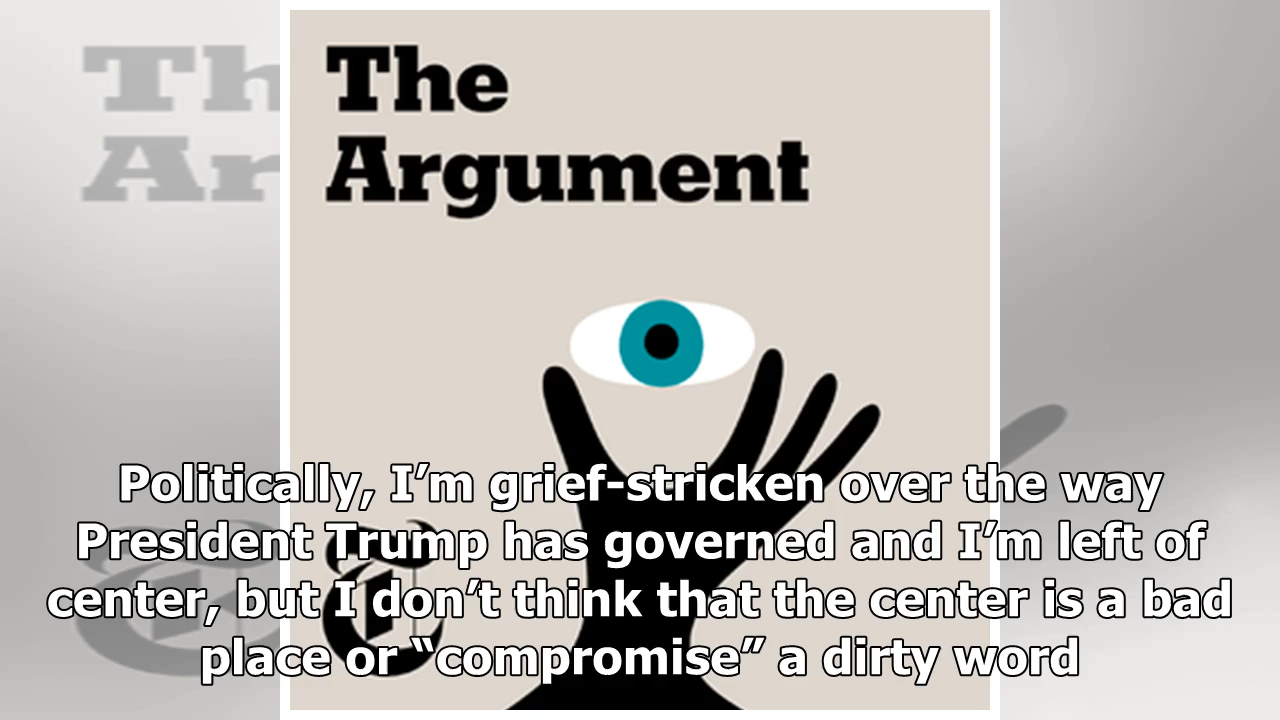 The
Argument
Politically, I’m grief-stricken over the way
President Trump has governed and I’m left of
center, but I don’t think that the center is a bad
place or “compromise” a dirty word